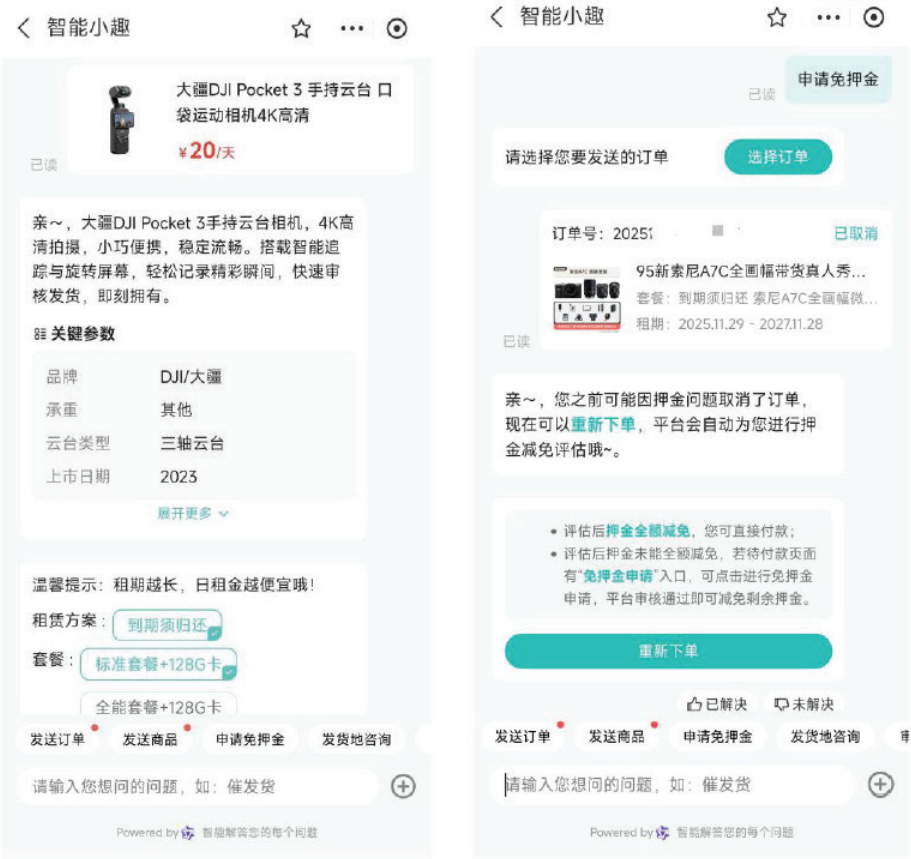 智能小趣
大疆DJI Pocket 3 手持云台 口
袋运动相机4K高清
¥20/天
已读
亲～，大疆DJI Pocket 3手持云台相机，4K高
清拍摄，小巧便携，稳定流畅。搭载智能追
踪与旋转屏幕，轻松记录精彩瞬间，快速审
核发货，即刻拥有。
关键参数
品牌 DJI/大疆
承重 其他
云台类型 三轴云台
上市日期 2023
展开更多
温馨提示：租期越长，日租金越便宜哦！
租赁方案：到期须归还
套餐：标准套餐+128G卡
全能套餐+128G卡
发送订单 发送商品 申请免押金 发货地咨询
请输入您想问的问题，如：催发货
Powered by 智能解答您的每个问题
智能小趣
申请免押金
已读
请选择您要发送的订单 选择订单
订单号：20251 已取消
95新索尼A7C全画幅带货真人秀...
套餐：到期须归还 索尼A7C全画幅微...
租期：2025.11.29 - 2027.11.28
已读
亲～，您之前可能因押金问题取消了订单，
现在可以重新下单，平台会自动为您进行押
金减免评估哦~。
• 评估后押金全额减免，您可直接付款；
• 评估后押金未能全额减免，若待付款页面
有“免押金申请”入口，可点击进行免押金
申请，平台审核通过即可减免剩余押金。
重新下单
已解决 未解决
发送订单 发送商品 申请免押金 发货地咨询
请输入您想问的问题，如：催发货
Powered by 智能解答您的每个问题